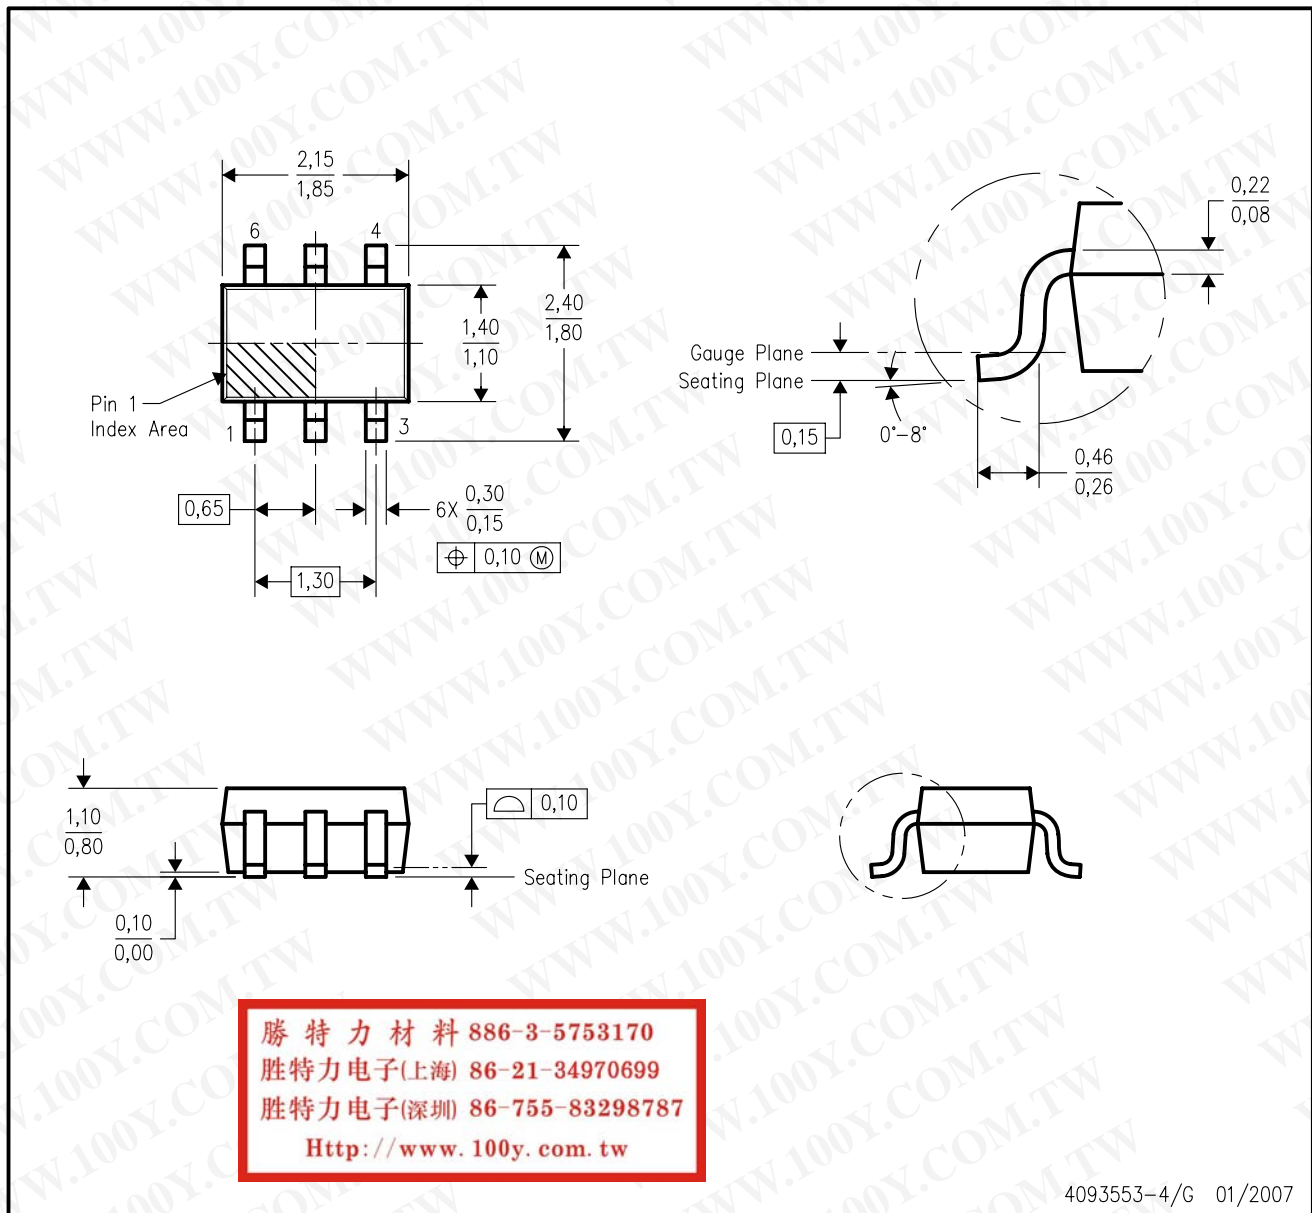 2,15
1,85
6
4
2,40
1,80
1,40
1,10
Pin 1
Index Area
1
3
0,65
6X 0,30
0,15
0,10 Ⓜ
1,30
0,22
0,08
Gauge Plane
Seating Plane
0,15
0°–8°
0,46
0,26
1,10
0,80
0,10
0,00
0,10
Seating Plane
勝特力材料 886-3-5753170
胜特力电子(上海) 86-21-34970699
胜特力电子(深圳) 86-755-83298787
Http://www.100y.com.tw
4093553-4/G 01/2007
WWW.100Y.COM.TW